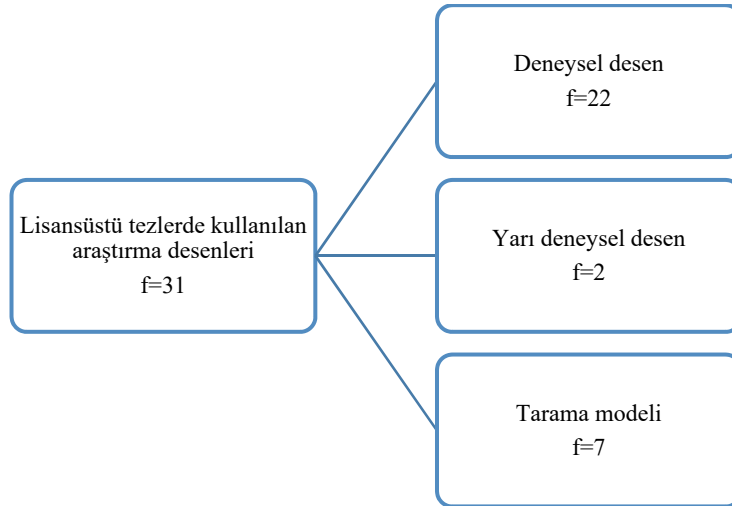 Lisansüstü tezlerde kullanılan
araştırma desenleri
f=31
Deneysel desen
f=22
Yarı deneysel desen
f=2
Tarama modeli
f=7